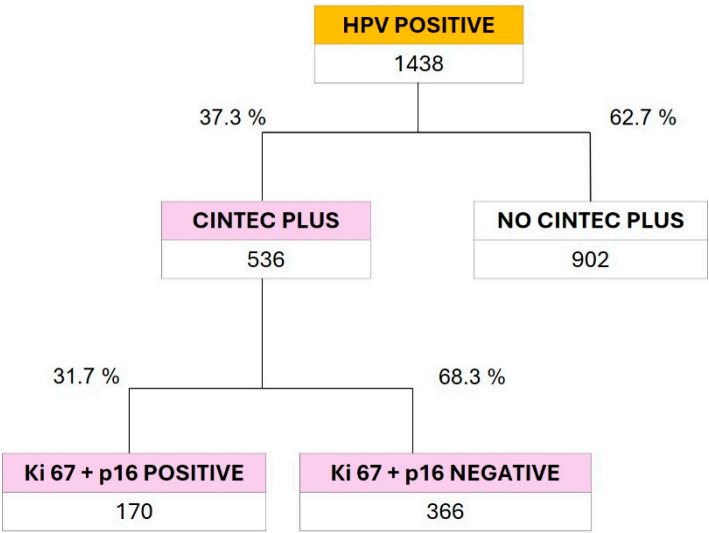 HPV POSITIVE
1438
37.3 %
62.7 %
CINTEC PLUS
NO CINTEC PLUS
536
902
31.7 %
68.3 %
Ki 67 + p16 POSITIVE
Ki 67 + p16 NEGATIVE
170
366